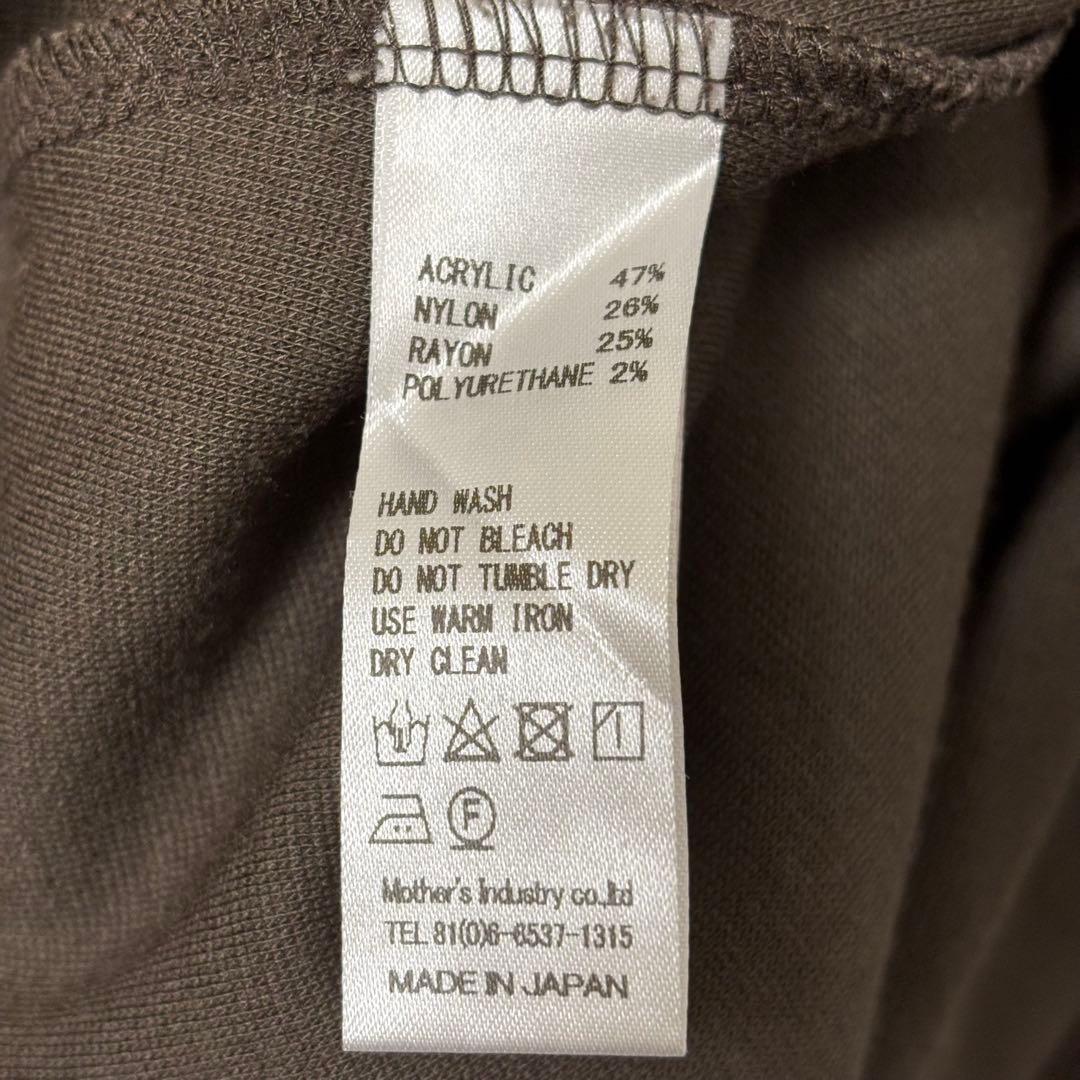 ACRYLIC 47%
NYLON 26%
RAYON 25%
POLYURETHANE 2%
HAND WASH
DO NOT BLEACH
DO NOT TUMBLE DRY
USE WARM IRON
DRY CLEAN
F
Mother's Industry co.,ltd
TEL 81(0)6-6537-1315
MADE IN JAPAN